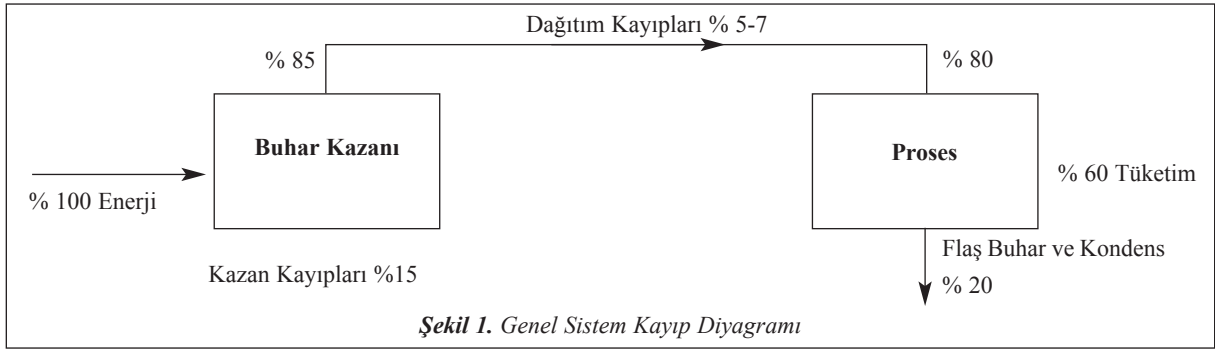 Dağıtım Kayıpları % 5-7
% 85
% 80
Buhar Kazanı
Proses
% 100 Enerji
% 60 Tüketim
Kazan Kayıpları %15
Flaş Buhar ve Kondens
% 20
Şekil 1. Genel Sistem Kayıp Diyagramı